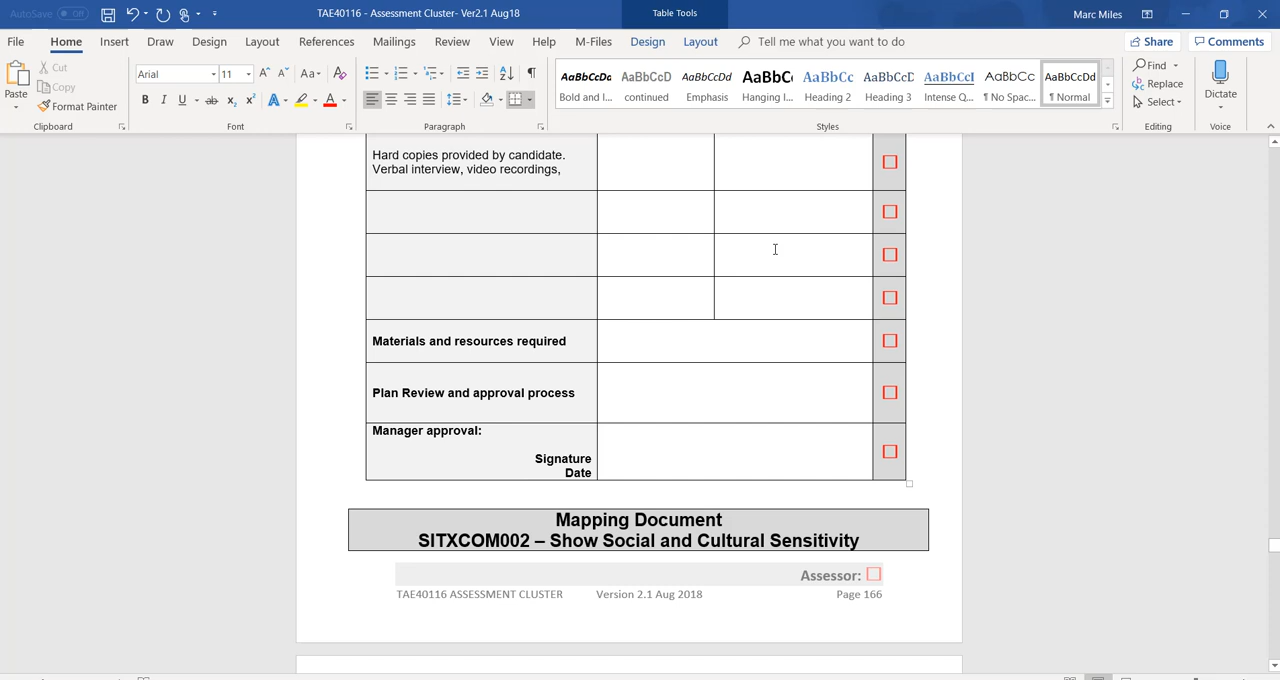 AutoSave Off
TAE40116 - Assessment Cluster- Ver2.1 Aug18
Table Tools
Marc Miles
File Home Insert Draw Design Layout References Mailings Review View Help M-Files Design Layout Tell me what you want to do Share Comments
Paste
Cut
Copy
Format Painter
Clipboard
Arial 11
Font
Paragraph
AaBbCcDc AaBbCcD AaBbCcDd AaBbC AaBbCc AaBbCcD AaBbCcI AaBbCc AaBbCcDd
Bold and I... continued Emphasis Hanging I... Heading 2 Heading 3 Intense Q... ¶ No Spac... ¶ Normal
Styles
Find
Replace
Select
Editing
Dictate
Voice
Hard copies provided by candidate.
Verbal interview, video recordings,
Materials and resources required
Plan Review and approval process
Manager approval:
Signature
Date
Mapping Document
SITXCOM002 – Show Social and Cultural Sensitivity
Assessor:
TAE40116 ASSESSMENT CLUSTER Version 2.1 Aug 2018 Page 166